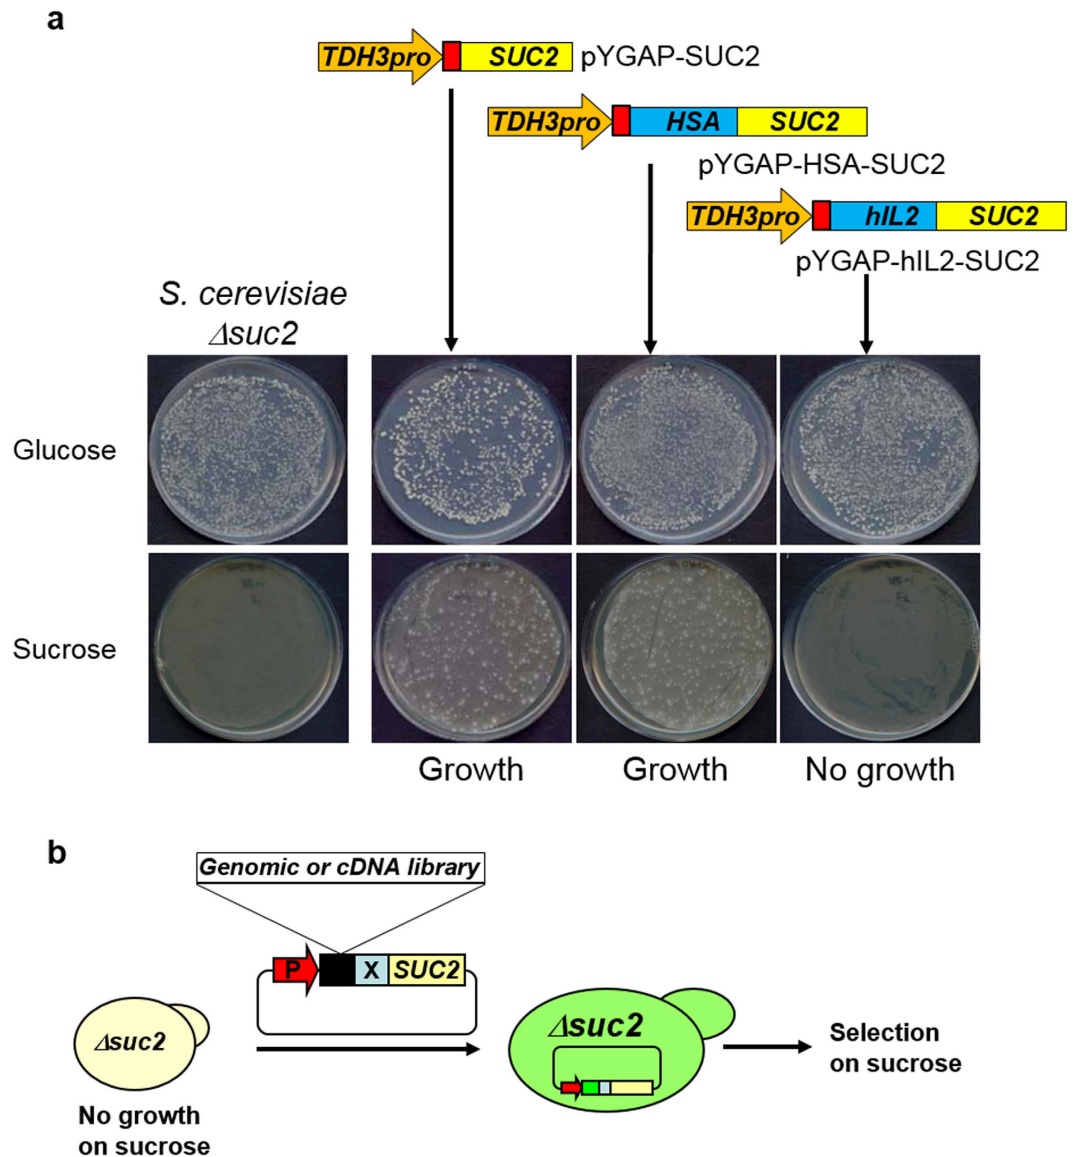 a
TDH3pro SUC2 pYGAP-SUC2
TDH3pro HSA SUC2
pYGAP-HSA-SUC2
TDH3pro hIL2 SUC2
pYGAP-hIL2-SUC2
S. cerevisiae
Δsuc2
Glucose
Sucrose
Growth Growth No growth
b
Genomic or cDNA library
P X SUC2
Δsuc2
No growth
on sucrose
Δsuc2
Selection
on sucrose